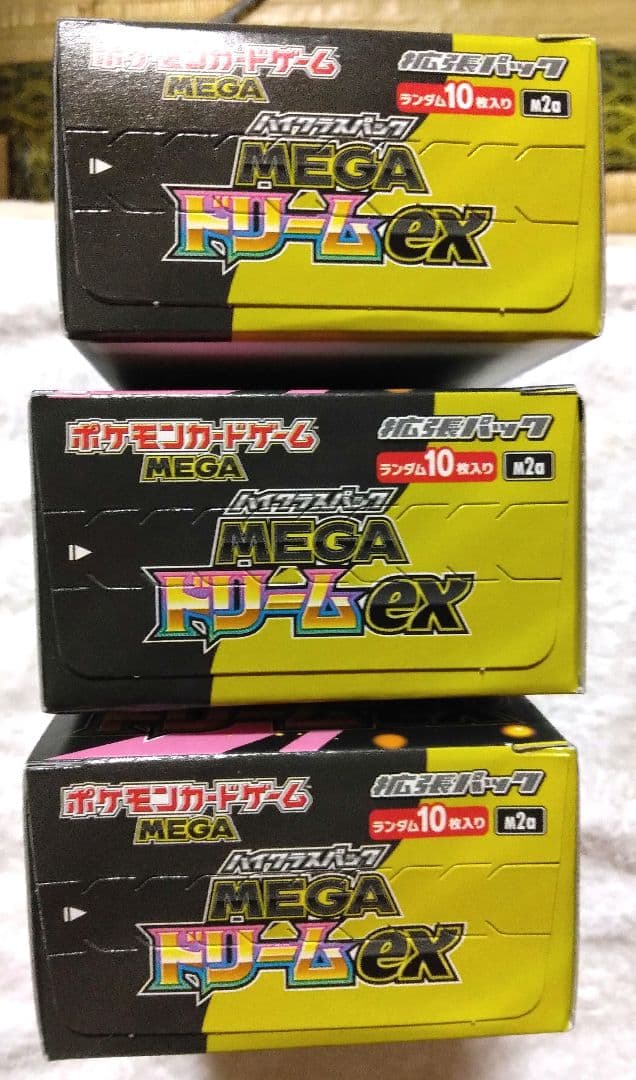 ポケモンカードゲーム
MEGA
拡張パック
ランダム10枚入り M2a
ハイクラスパック
MEGA
ドリームex
ポケモンカードゲーム
MEGA
拡張パック
ランダム10枚入り M2a
ハイクラスパック
MEGA
ドリームex
ポケモンカードゲーム
MEGA
拡張パック
ランダム10枚入り M2a
ハイクラスパック
MEGA
ドリームex